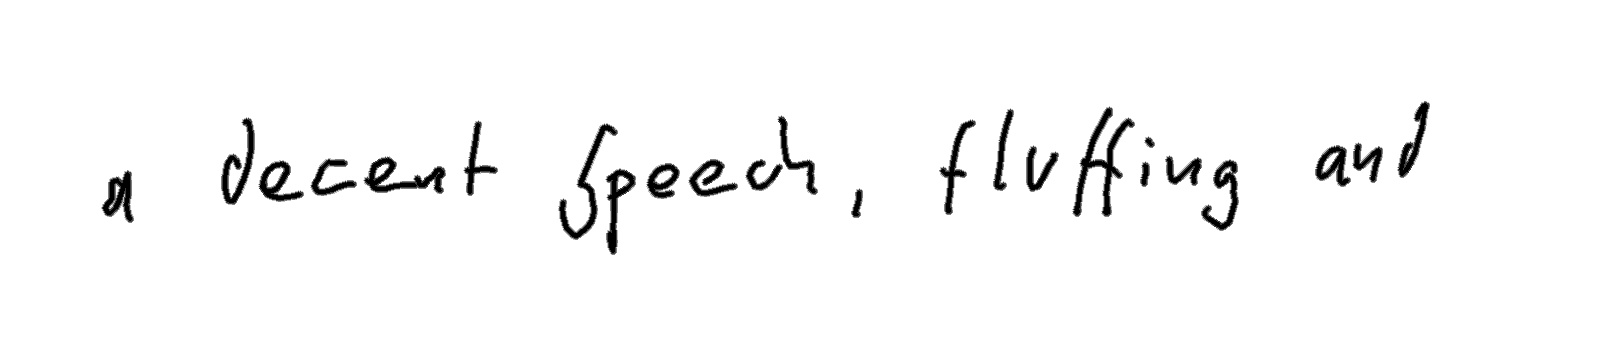 a decent speech, fluffing and